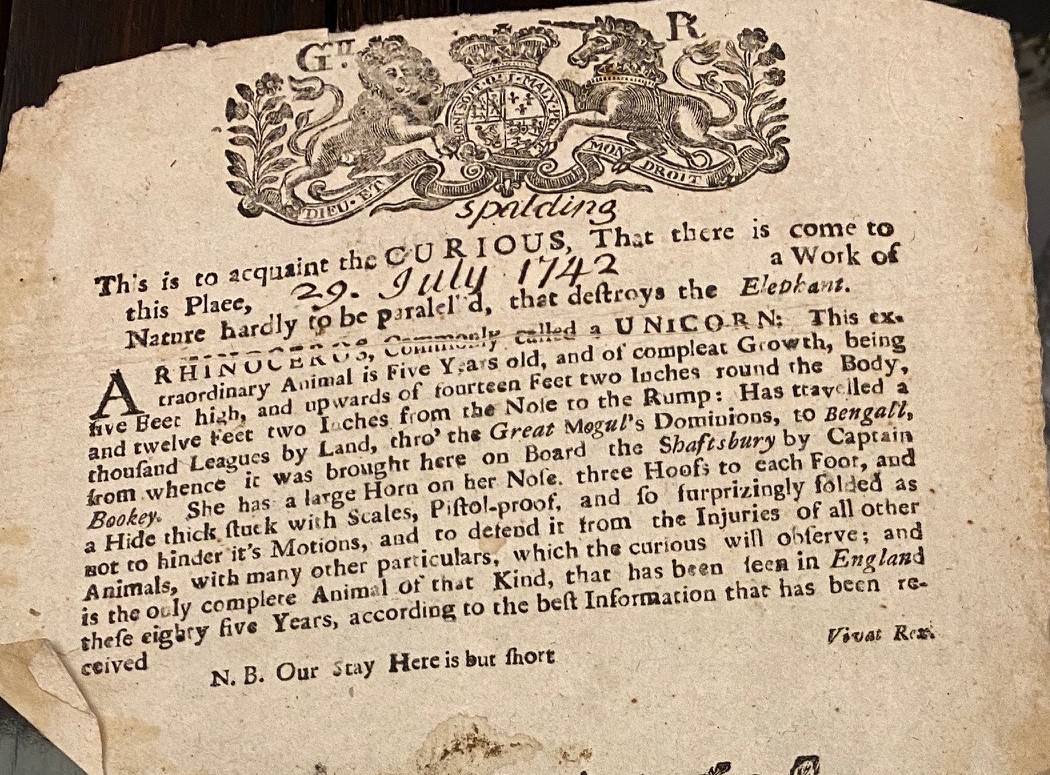 G II. R
HONI·SOIT·QUI·MAL·Y·PENSE
DIEU·ET MON DROIT
Spalding
This is to acquaint the CURIOUS, That there is come to
this Place, 29. July 1742 a Work of
Nature hardly to be paralel'd, that deſtroys the Elephant.
A RHINOCEROS, Commonly called a UNICORN: This ex-
traordinary Animal is Five Years old, and of compleat Growth, being
five Feet high, and upwards of fourteen Feet two Inches round the Body,
and twelve Feet two Inches from the Noſe to the Rump: Has travelled a
thouſand Leagues by Land, thro' the Great Mogul's Dominions, to Bengall,
from whence it was brought here on Board the Shaftsbury by Captain
Bookey. She has a large Horn on her Noſe. three Hoofs to each Foot, and
a Hide thick ſtuck with Scales, Piſtol-proof, and ſo ſurprizingly folded as
not to hinder it's Motions, and to defend it from the Injuries of all other
Animals, with many other particulars, which the curious will obſerve; and
is the only complete Animal of that Kind, that has been ſeen in England
theſe eighty five Years, according to the beſt Information that has been re-
ceived Vivat Rex.
N. B. Our Stay Here is but ſhort